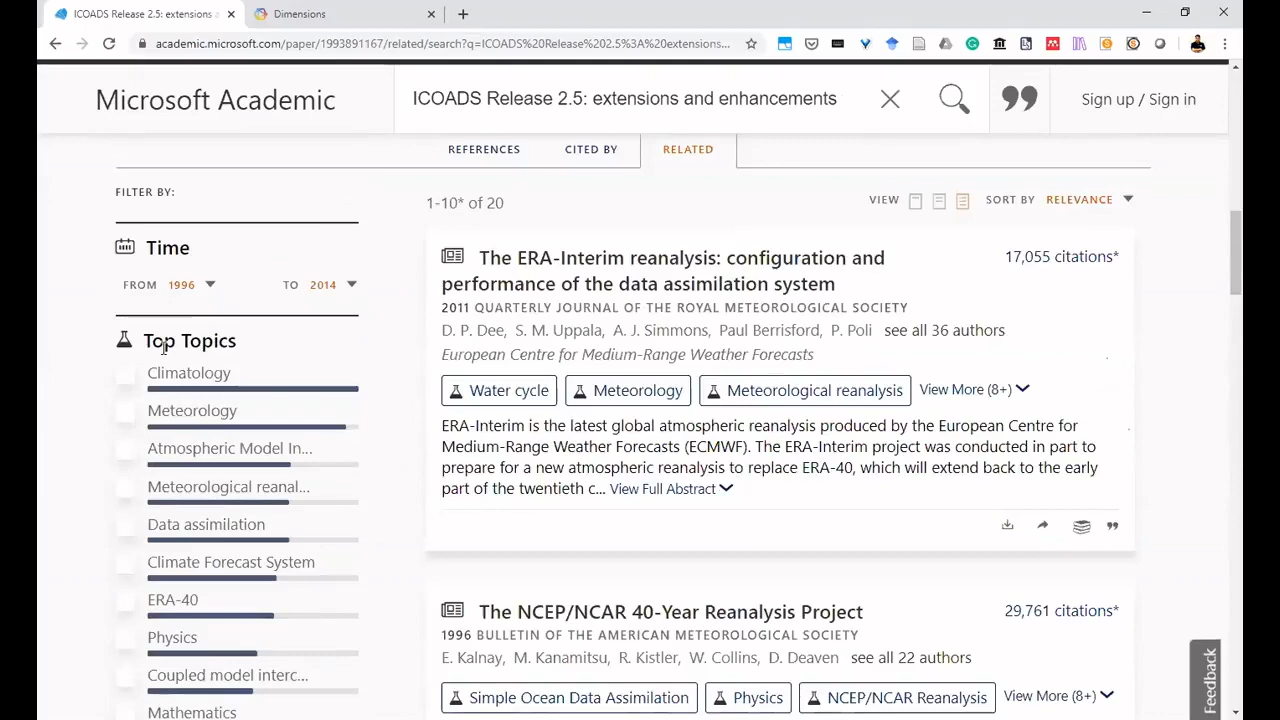 ICOADS Release 2.5: extensions a
Dimensions
academic.microsoft.com/paper/1993891167/related/search?q=ICOADS%20Release%202.5%3A%20extensions...
Microsoft Academic
ICOADS Release 2.5: extensions and enhancements
Sign up / Sign in
REFERENCES
CITED BY
RELATED
FILTER BY:
1-10* of 20
VIEW
SORT BY RELEVANCE
Time
FROM 1996
TO 2014
Top Topics
Climatology
Meteorology
Atmospheric Model In...
Meteorological reanal...
Data assimilation
Climate Forecast System
ERA-40
Physics
Coupled model interc...
Mathematics
The ERA-Interim reanalysis: configuration and
performance of the data assimilation system
17,055 citations*
2011 QUARTERLY JOURNAL OF THE ROYAL METEOROLOGICAL SOCIETY
D. P. Dee, S. M. Uppala, A. J. Simmons, Paul Berrisford, P. Poli see all 36 authors
European Centre for Medium-Range Weather Forecasts
Water cycle
Meteorology
Meteorological reanalysis
View More (8+)
ERA-Interim is the latest global atmospheric reanalysis produced by the European Centre for
Medium-Range Weather Forecasts (ECMWF). The ERA-Interim project was conducted in part to
prepare for a new atmospheric reanalysis to replace ERA-40, which will extend back to the early
part of the twentieth c... View Full Abstract
The NCEP/NCAR 40-Year Reanalysis Project
29,761 citations*
1996 BULLETIN OF THE AMERICAN METEOROLOGICAL SOCIETY
E. Kalnay, M. Kanamitsu, R. Kistler, W. Collins, D. Deaven see all 22 authors
Simple Ocean Data Assimilation
Physics
NCEP/NCAR Reanalysis
View More (8+)
Feedback